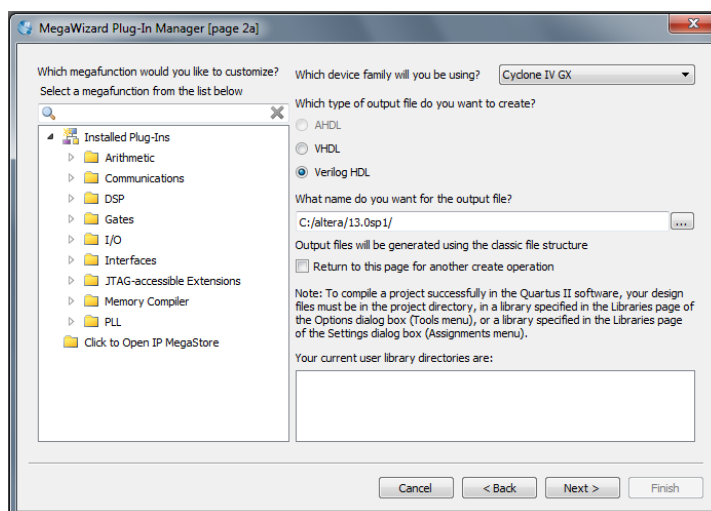 MegaWizard Plug-In Manager [page 2a]
Which megafunction would you like to customize?
Select a megafunction from the list below
Installed Plug-Ins
Arithmetic
Communications
DSP
Gates
I/O
Interfaces
JTAG-accessible Extensions
Memory Compiler
PLL
Click to Open IP MegaStore
Which device family will you be using? Cyclone IV GX
Which type of output file do you want to create?
AHDL
VHDL
Verilog HDL
What name do you want for the output file?
C:/altera/13.0sp1/ ...
Output files will be generated using the classic file structure
Return to this page for another create operation
Note: To compile a project successfully in the Quartus II software, your design
files must be in the project directory, in a library specified in the Libraries page of
the Options dialog box (Tools menu), or a library specified in the Libraries page
of the Settings dialog box (Assignments menu).
Your current user library directories are:
Cancel < Back Next > Finish